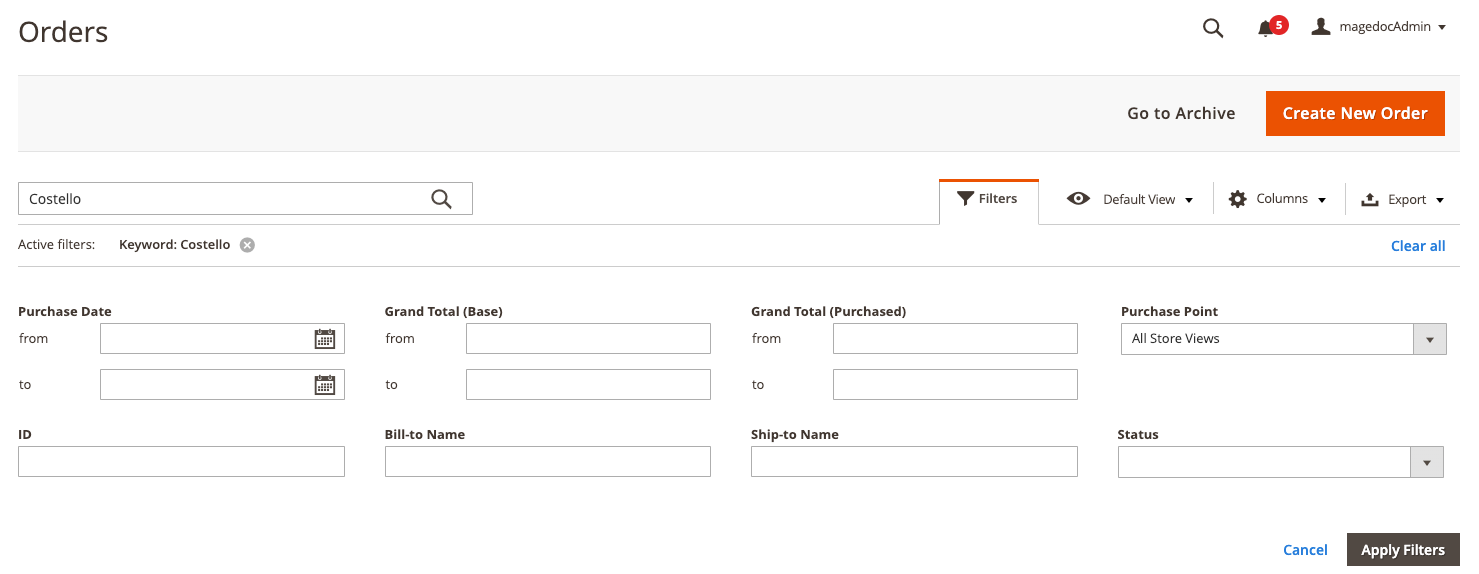 Orders
5
magedocAdmin
Go to Archive
Create New Order
Costello
Filters
Default View
Columns
Export
Active filters:
Keyword: Costello
Clear all
Purchase Date
Grand Total (Base)
Grand Total (Purchased)
Purchase Point
from
from
from
All Store Views
to
to
to
ID
Bill-to Name
Ship-to Name
Status
Cancel
Apply Filters